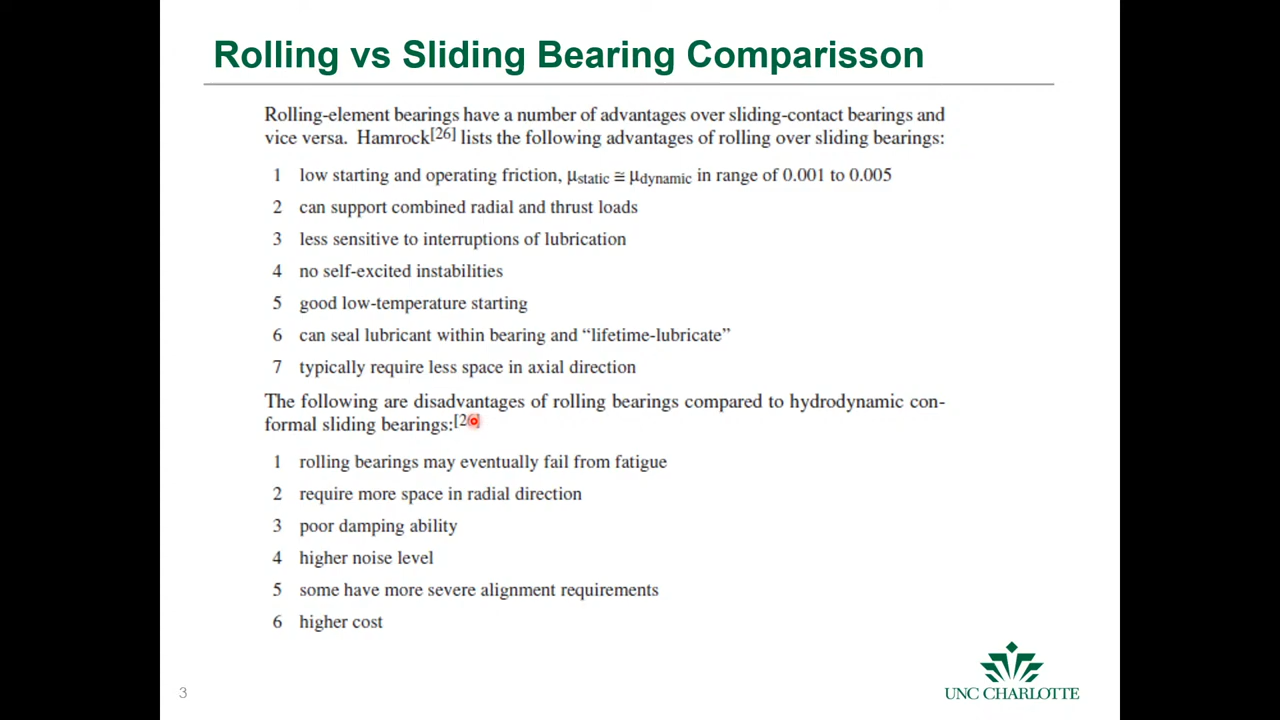 Rolling vs Sliding Bearing Comparisson
Rolling-element bearings have a number of advantages over sliding-contact bearings and
vice versa. Hamrock[26] lists the following advantages of rolling over sliding bearings:
1 low starting and operating friction, μstatic ≅ μdynamic in range of 0.001 to 0.005
2 can support combined radial and thrust loads
3 less sensitive to interruptions of lubrication
4 no self-excited instabilities
5 good low-temperature starting
6 can seal lubricant within bearing and “lifetime-lubricate”
7 typically require less space in axial direction
The following are disadvantages of rolling bearings compared to hydrodynamic con-
formal sliding bearings:[2
1 rolling bearings may eventually fail from fatigue
2 require more space in radial direction
3 poor damping ability
4 higher noise level
5 some have more severe alignment requirements
6 higher cost
3
UNC CHARLOTTE